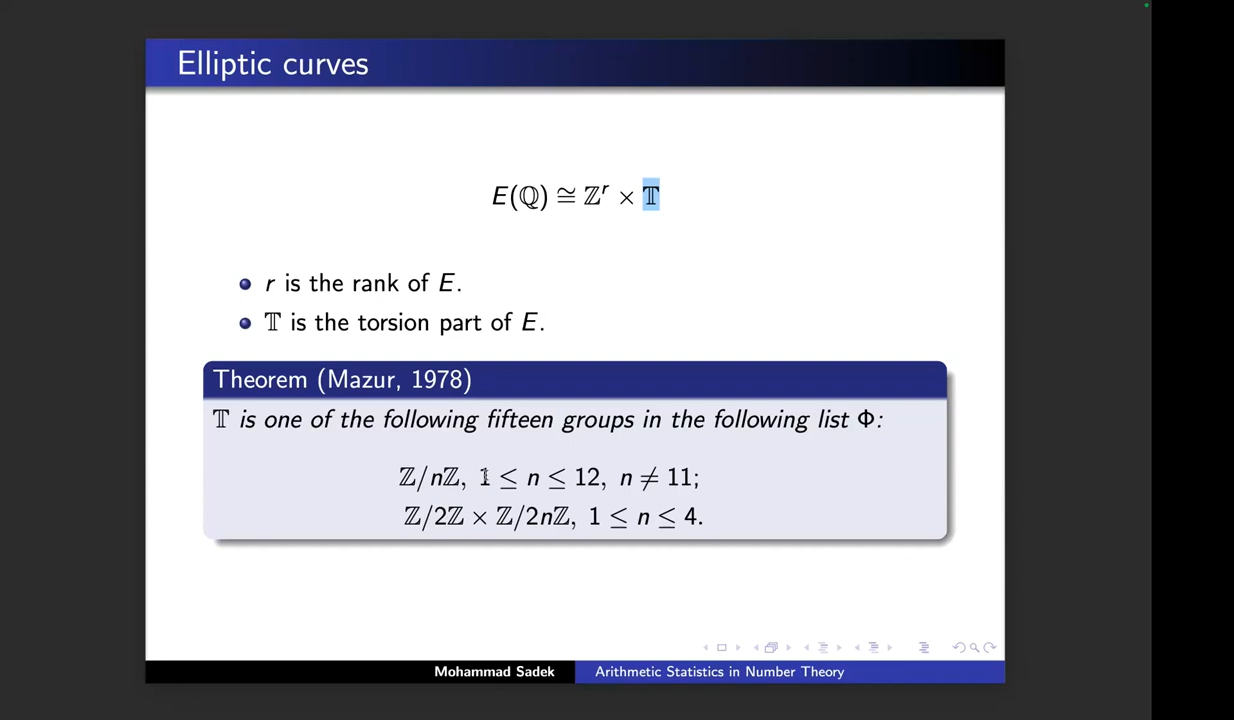 Elliptic curves
E(ℚ) ≅ ℤʳ × 𝕋
r is the rank of E.
𝕋 is the torsion part of E.
Theorem (Mazur, 1978)
𝕋 is one of the following fifteen groups in the following list Φ:
ℤ/nℤ, 1 ≤ n ≤ 12, n ≠ 11;
ℤ/2ℤ × ℤ/2nℤ, 1 ≤ n ≤ 4.
Mohammad Sadek Arithmetic Statistics in Number Theory